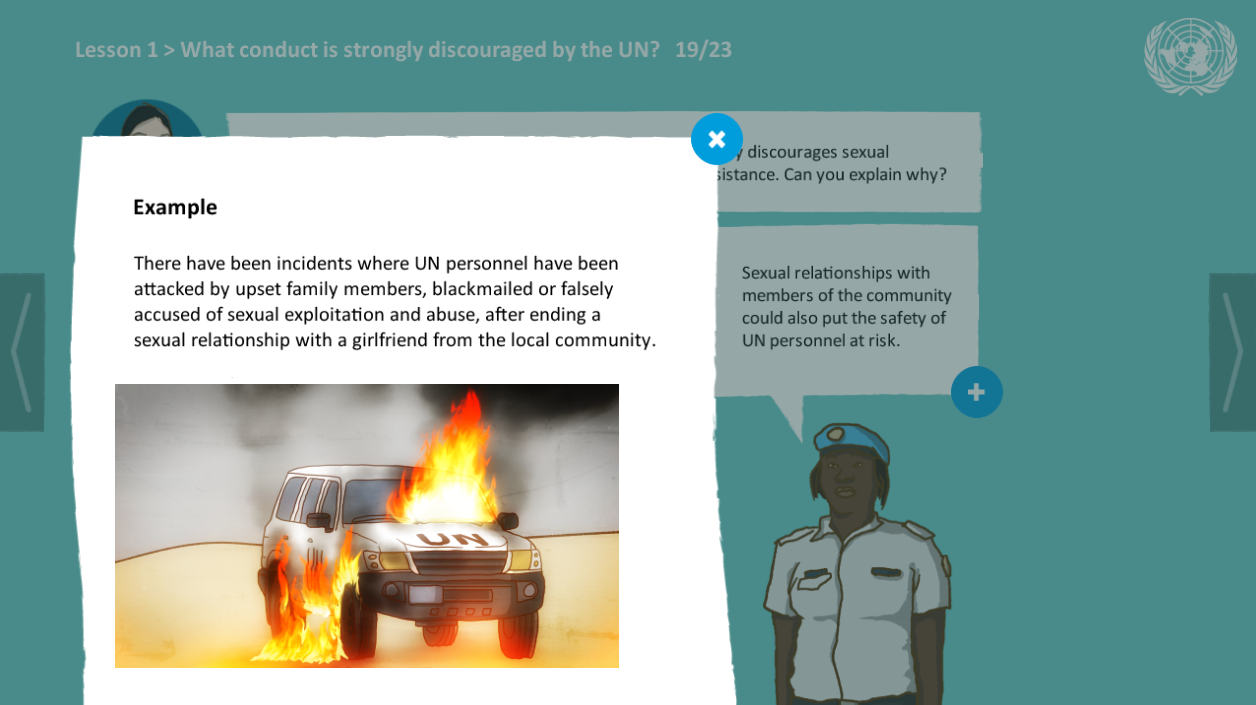 Lesson 1 > What conduct is strongly discouraged by the UN? 19/23
discourages sexual
Can you explain why?
Example
There have been incidents where UN personnel have been
attacked by upset family members, blackmailed or falsely
accused of sexual exploitation and abuse, after ending a
sexual relationship with a girlfriend from the local community.
Sexual relationships with
members of the community
could also put the safety of
UN personnel at risk.
UN